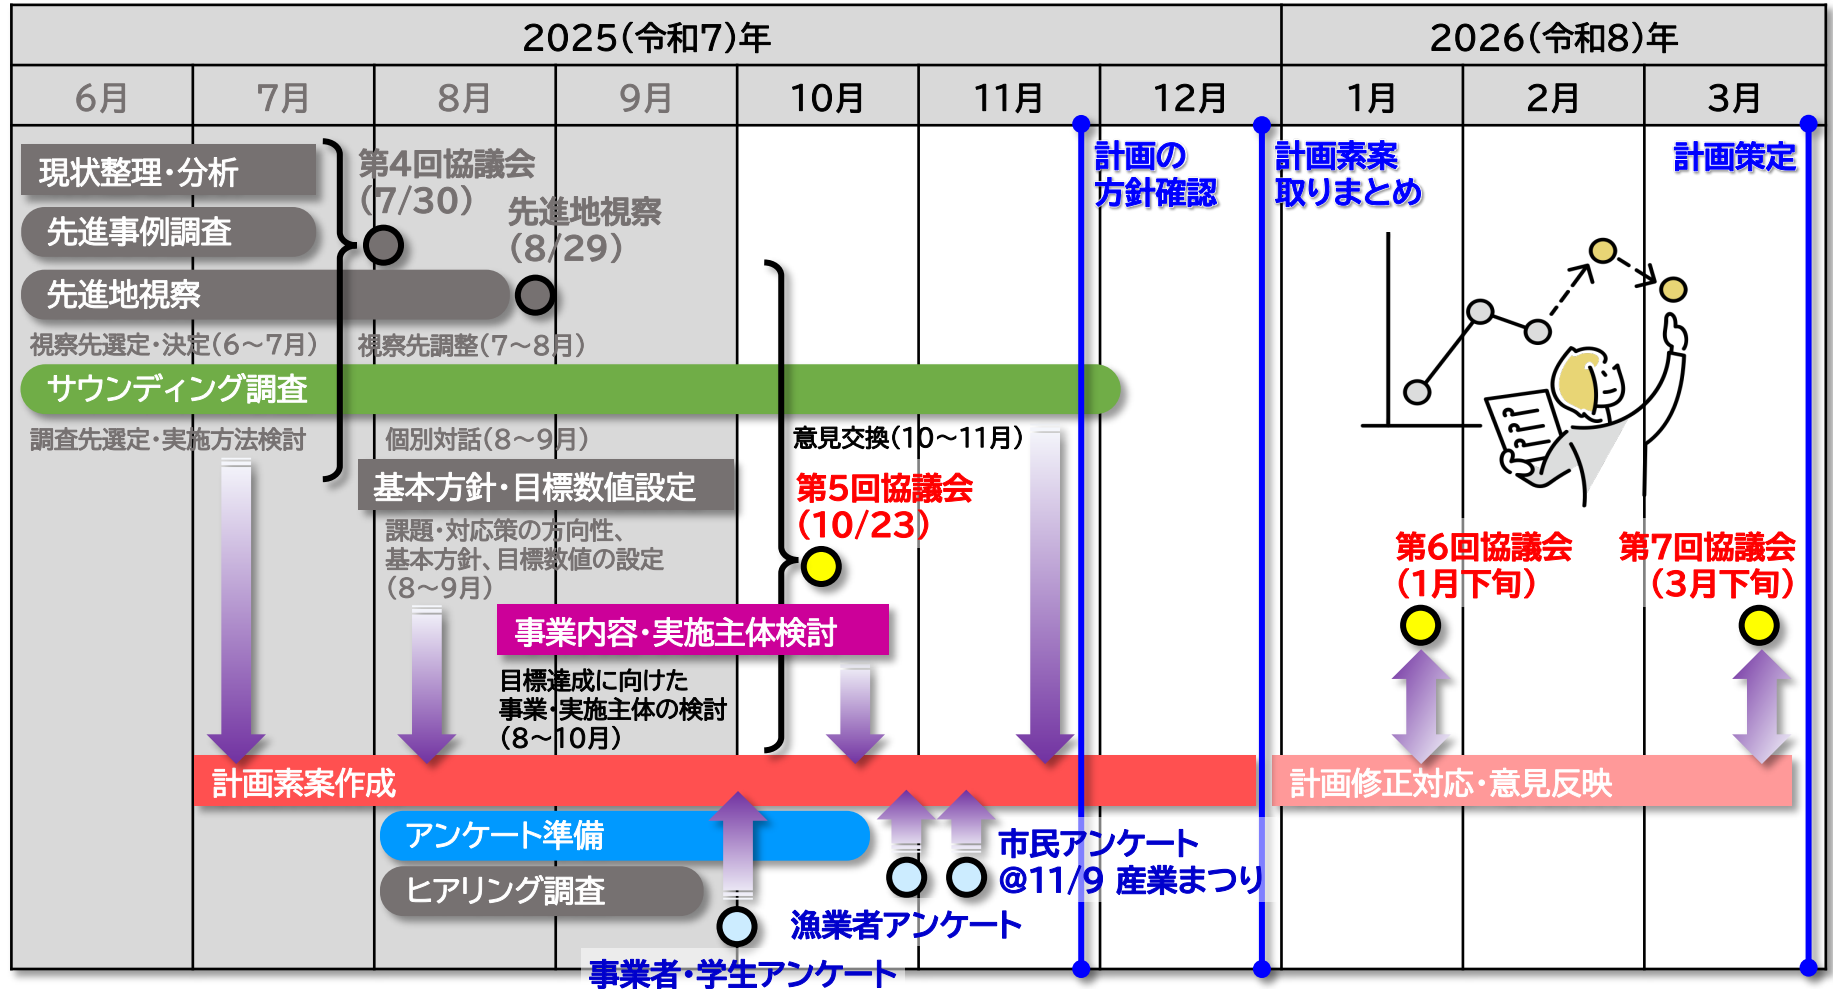 2025(令和7)年
2026(令和8)年
6月
7月
8月
9月
10月
11月
12月
1月
2月
3月
現状整理・分析
先進事例調査
先進地視察
視察先選定・決定(6～7月)
視察先調整(7～8月)
第4回協議会
(7/30)
先進地視察
(8/29)
計画の
方針確認
計画素案
取りまとめ
計画策定
サウンディング調査
調査先選定・実施方法検討
個別対話(8～9月)
意見交換(10～11月)
基本方針・目標数値設定
課題・対応策の方向性、
基本方針、目標数値の設定
(8～9月)
第5回協議会
(10/23)
第6回協議会
(1月下旬)
第7回協議会
(3月下旬)
事業内容・実施主体検討
目標達成に向けた
事業・実施主体の検討
(8～10月)
計画素案作成
計画修正対応・意見反映
アンケート準備
ヒアリング調査
市民アンケート
@11/9 産業まつり
漁業者アンケート
事業者・学生アンケート